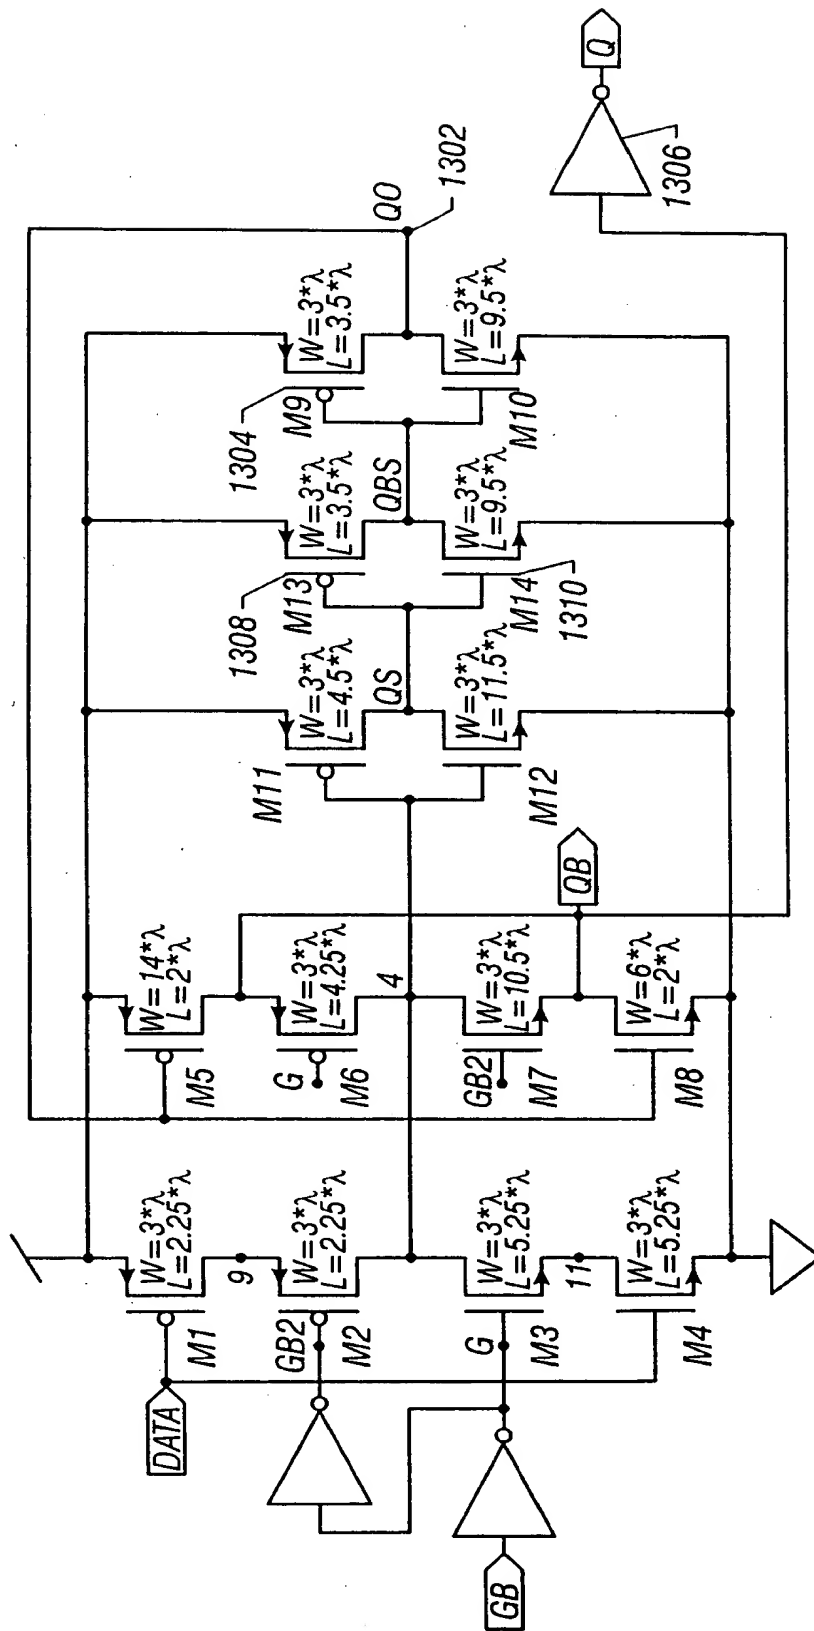 DATA
GB
GB2
G
M1
W=3*λ
L=2.25*λ
9
M2
W=3*λ
L=2.25*λ
M3
W=3*λ
L=5.25*λ
11
M4
W=3*λ
L=5.25*λ
M5
W=14*λ
L=2*λ
G
M6
W=3*λ
L=4.25*λ
4
GB2
M7
W=3*λ
L=10.5*λ
QB
M8
W=6*λ
L=2*λ
M11
W=3*λ
L=4.5*λ
QS
M12
W=3*λ
L=11.5*λ
1308
M13
W=3*λ
L=3.5*λ
QBS
M14
1310
W=3*λ
L=9.5*λ
1304
M9
W=3*λ
L=3.5*λ
M10
W=3*λ
L=9.5*λ
QO
1302
1306
Q